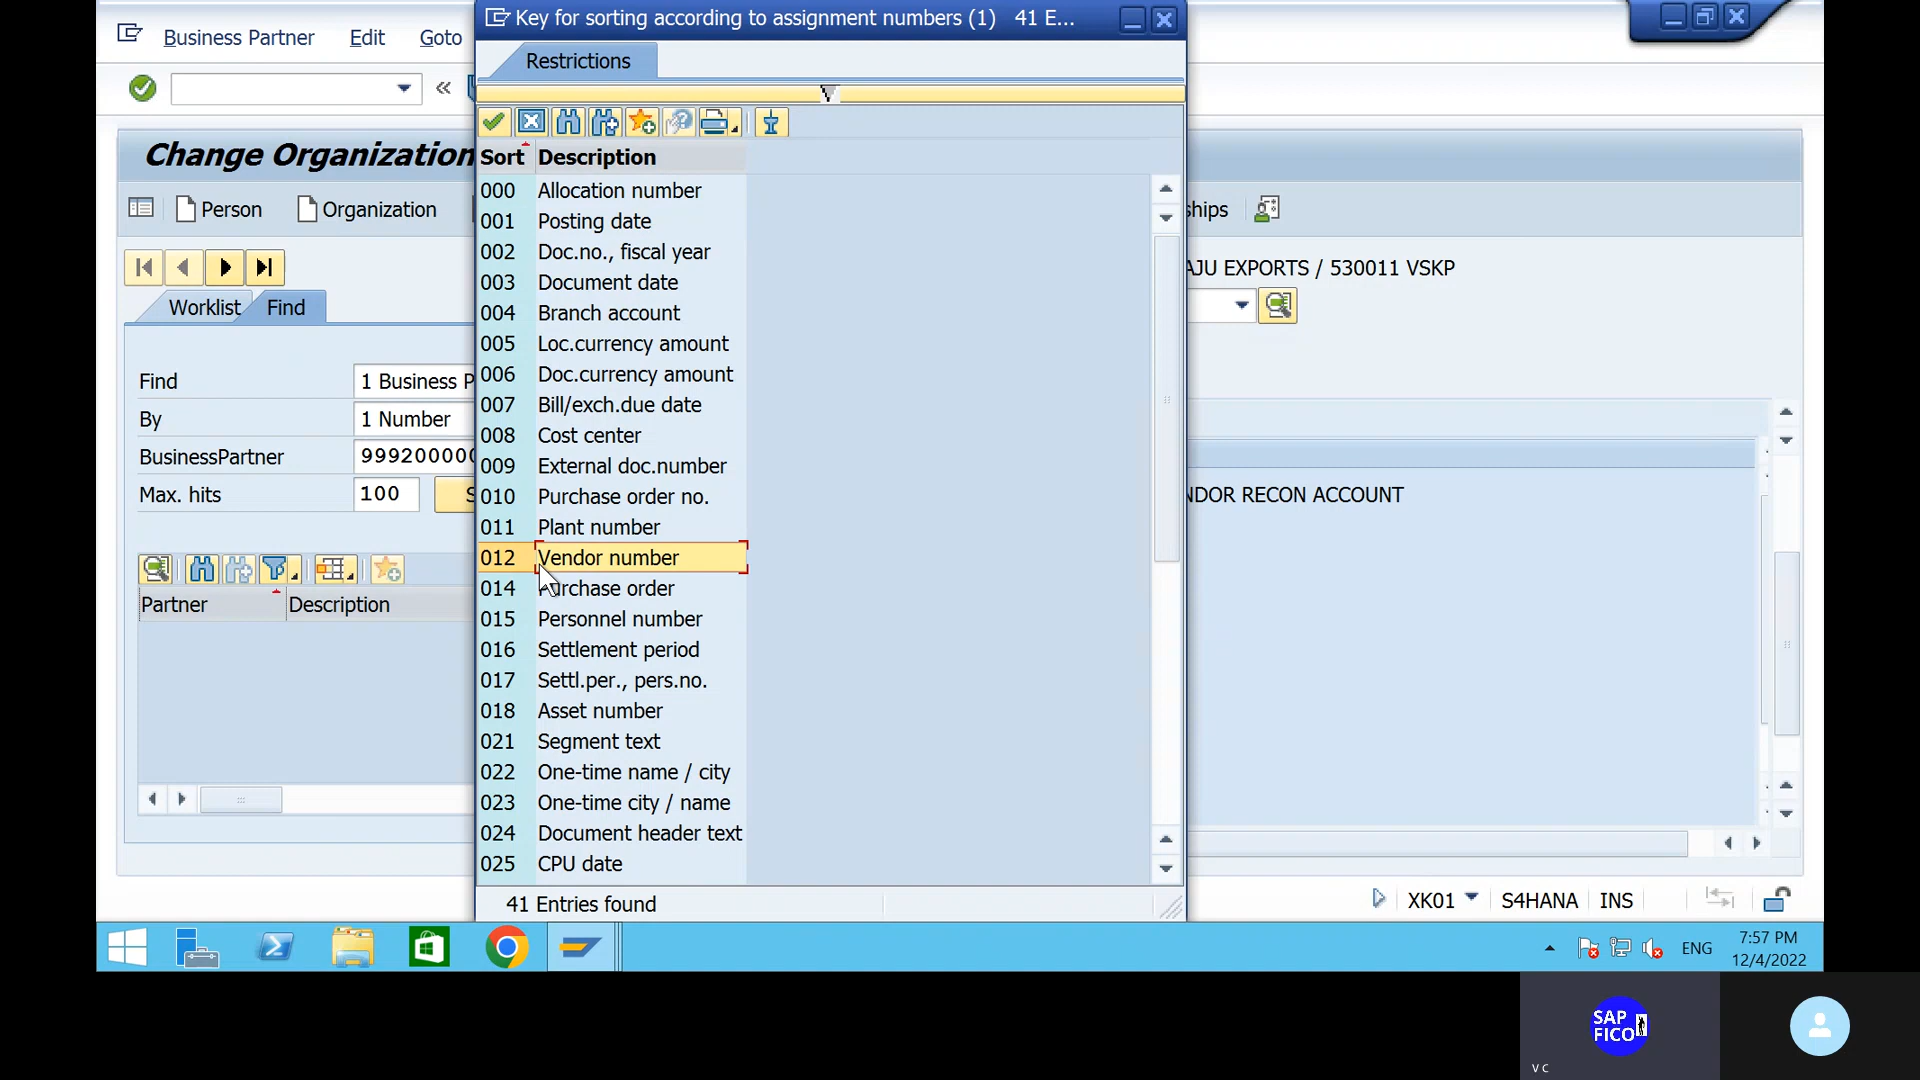 Key for sorting according to assignment numbers (1) 41 E...
Business Partner Edit Goto
Restrictions
Change Organization
Person Organization
ships
Sort Description
000 Allocation number
001 Posting date
002 Doc.no., fiscal year
003 Document date
004 Branch account
005 Loc.currency amount
006 Doc.currency amount
007 Bill/exch.due date
008 Cost center
009 External doc.number
010 Purchase order no.
011 Plant number
012 Vendor number
014 Purchase order
015 Personnel number
016 Settlement period
017 Settl.per., pers.no.
018 Asset number
021 Segment text
022 One-time name / city
023 One-time city / name
024 Document header text
025 CPU date
41 Entries found
AJU EXPORTS / 530011 VSKP
Worklist Find
Find 1 Business P
By 1 Number
BusinessPartner 999200000
Max. hits 100 S
NDOR RECON ACCOUNT
Partner Description
XK01 S4HANA INS
ENG 7:57 PM
12/4/2022
SAP
FICO
V C